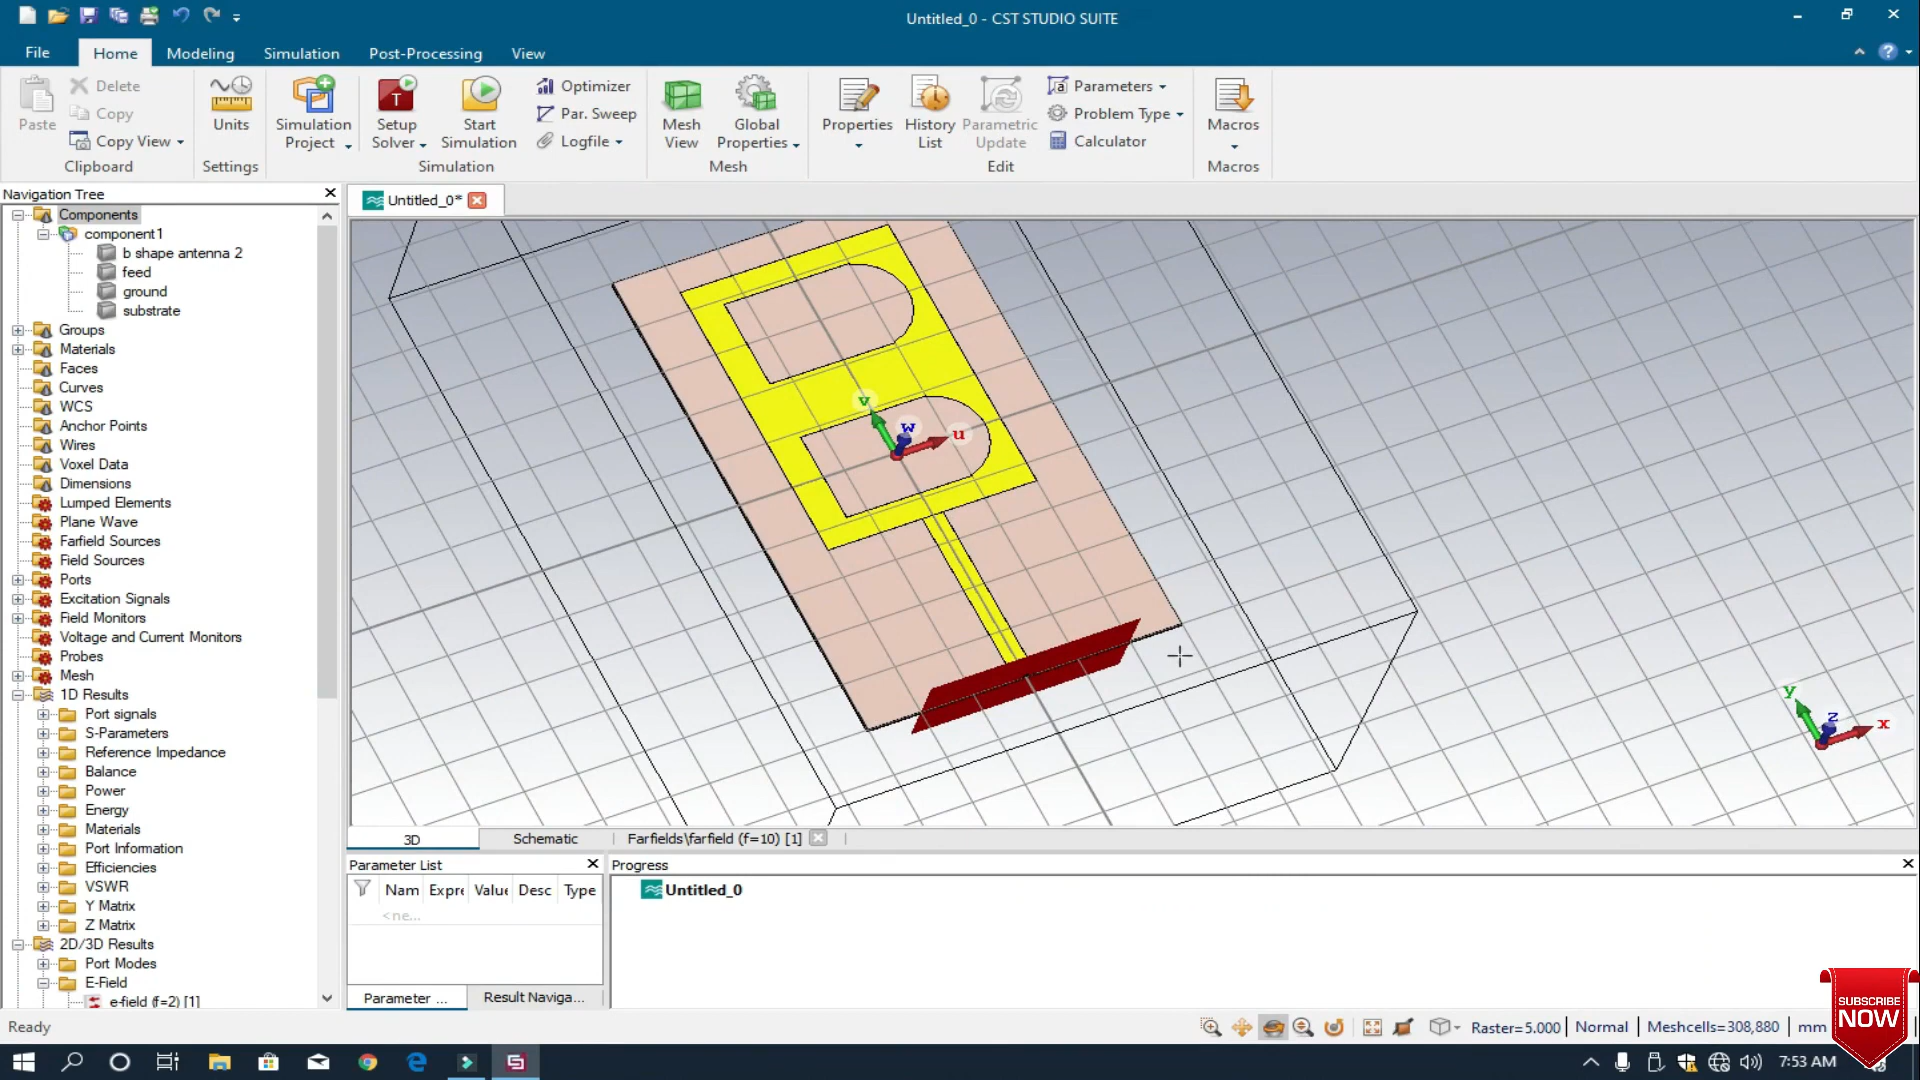 Untitled_0 - CST STUDIO SUITE
File
Home
Modeling
Simulation
Post-Processing
View
Paste
Delete
Copy
Copy View
Clipboard
Units
Settings
Simulation
Project
Setup
Solver
Start
Simulation
Optimizer
Par. Sweep
Logfile
Simulation
Mesh
View
Global
Properties
Mesh
Properties
History
List
Parametric
Update
Parameters
Problem Type
Calculator
Edit
Macros
Macros
Navigation Tree
Components
component1
b shape antenna 2
feed
ground
substrate
Groups
Materials
Faces
Curves
WCS
Anchor Points
Wires
Voxel Data
Dimensions
Lumped Elements
Plane Wave
Farfield Sources
Field Sources
Ports
Excitation Signals
Field Monitors
Voltage and Current Monitors
Probes
Mesh
1D Results
Port signals
S-Parameters
Reference Impedance
Balance
Power
Energy
Materials
Port Information
Efficiencies
VSWR
Y Matrix
Z Matrix
2D/3D Results
Port Modes
E-Field
e-field (f=2) [1]
Untitled_0*
v
w
u
y
z
x
3D
Schematic
Farfields\farfield (f=10) [1]
Parameter List
Nam Expre Value Desc Type
<ne...
Parameter ...
Result Naviga...
Progress
Untitled_0
Ready
Raster=5.000
Normal
Meshcells=308,880
mm
SUBSCRIBE
NOW
7:53 AM